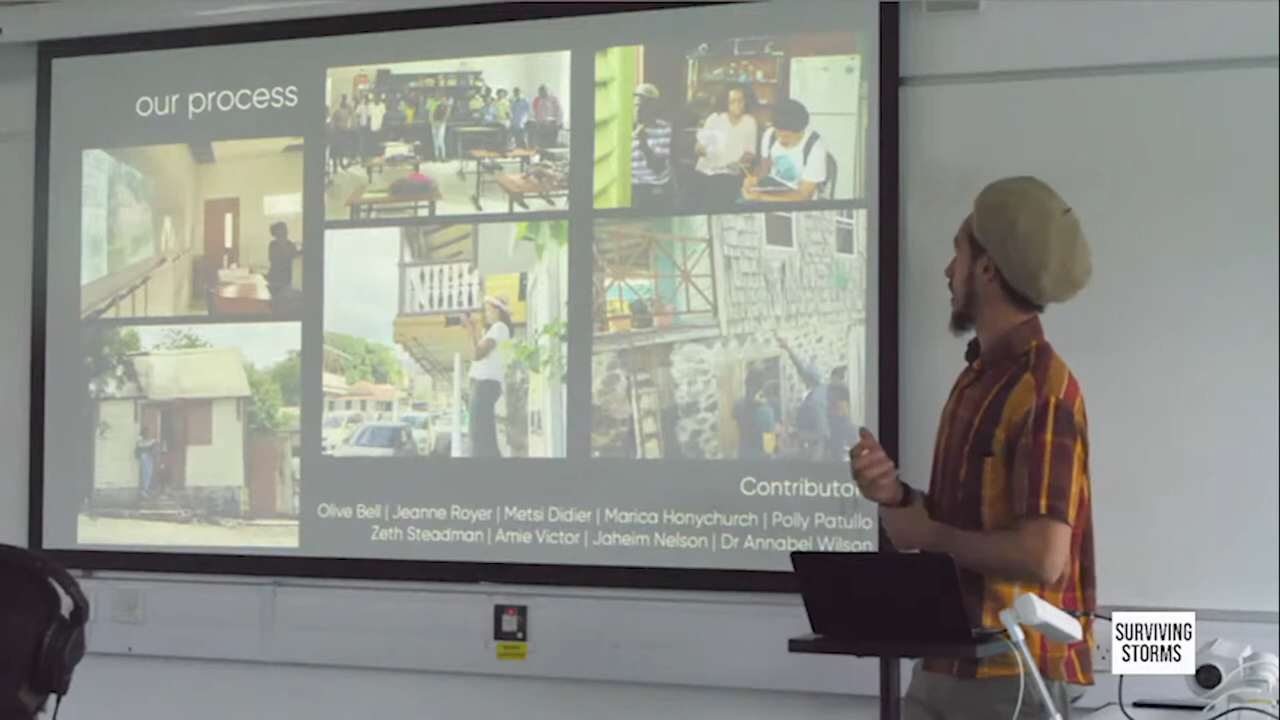 our process
Contributor
Olive Bell | Jeanne Royer | Metsi Didier | Marica Honychurch | Polly Patullo
Zeth Steadman | Amie Victor | Jaheim Nelson | Dr Annabel Wilson
SURVIVING
STORMS